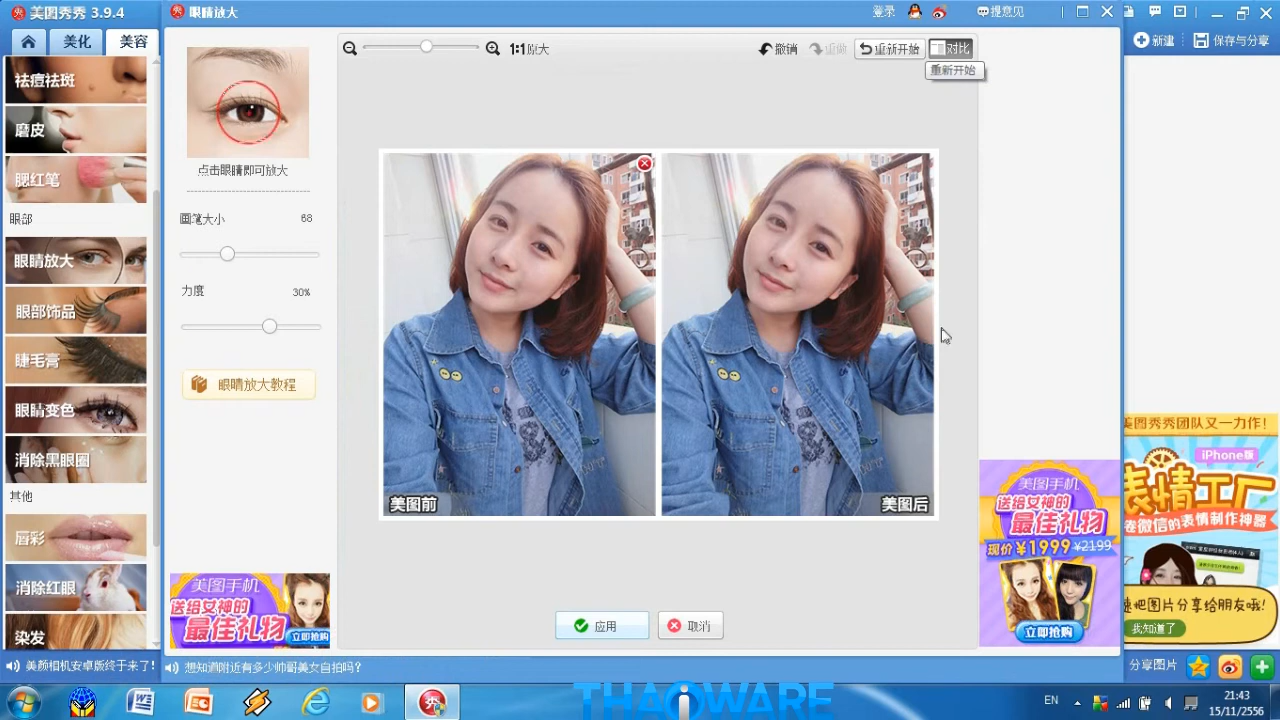 美图秀秀 3.9.4
眼睛放大
登录
提意见
美化
美容
新建
保存与分享
祛痘祛斑
磨皮
腮红笔
眼部
眼睛放大
眼部饰品
睫毛膏
眼睛变色
消除黑眼圈
其他
唇彩
消除红眼
染发
点击眼睛即可放大
画笔大小
68
力度
30%
眼睛放大教程
1:1原大
撤销
重做
重新开始
对比
重新开始
美图前
美图后
应用
取消
美图手机
送给女神的
最佳礼物
立即抢购
美图手机
送给女神的
最佳礼物
现价¥1999 ¥2199
立即抢购
美图秀秀团队又一力作!
iPhone版
表情工厂
卷微信的表情制作神器
速把图片分享给朋友哦!
我知道了
美颜相机安卓版终于来了!
想知道附近有多少帅哥美女自拍吗?
分享图片
THAIWARE
EN
21:43
15/11/2556